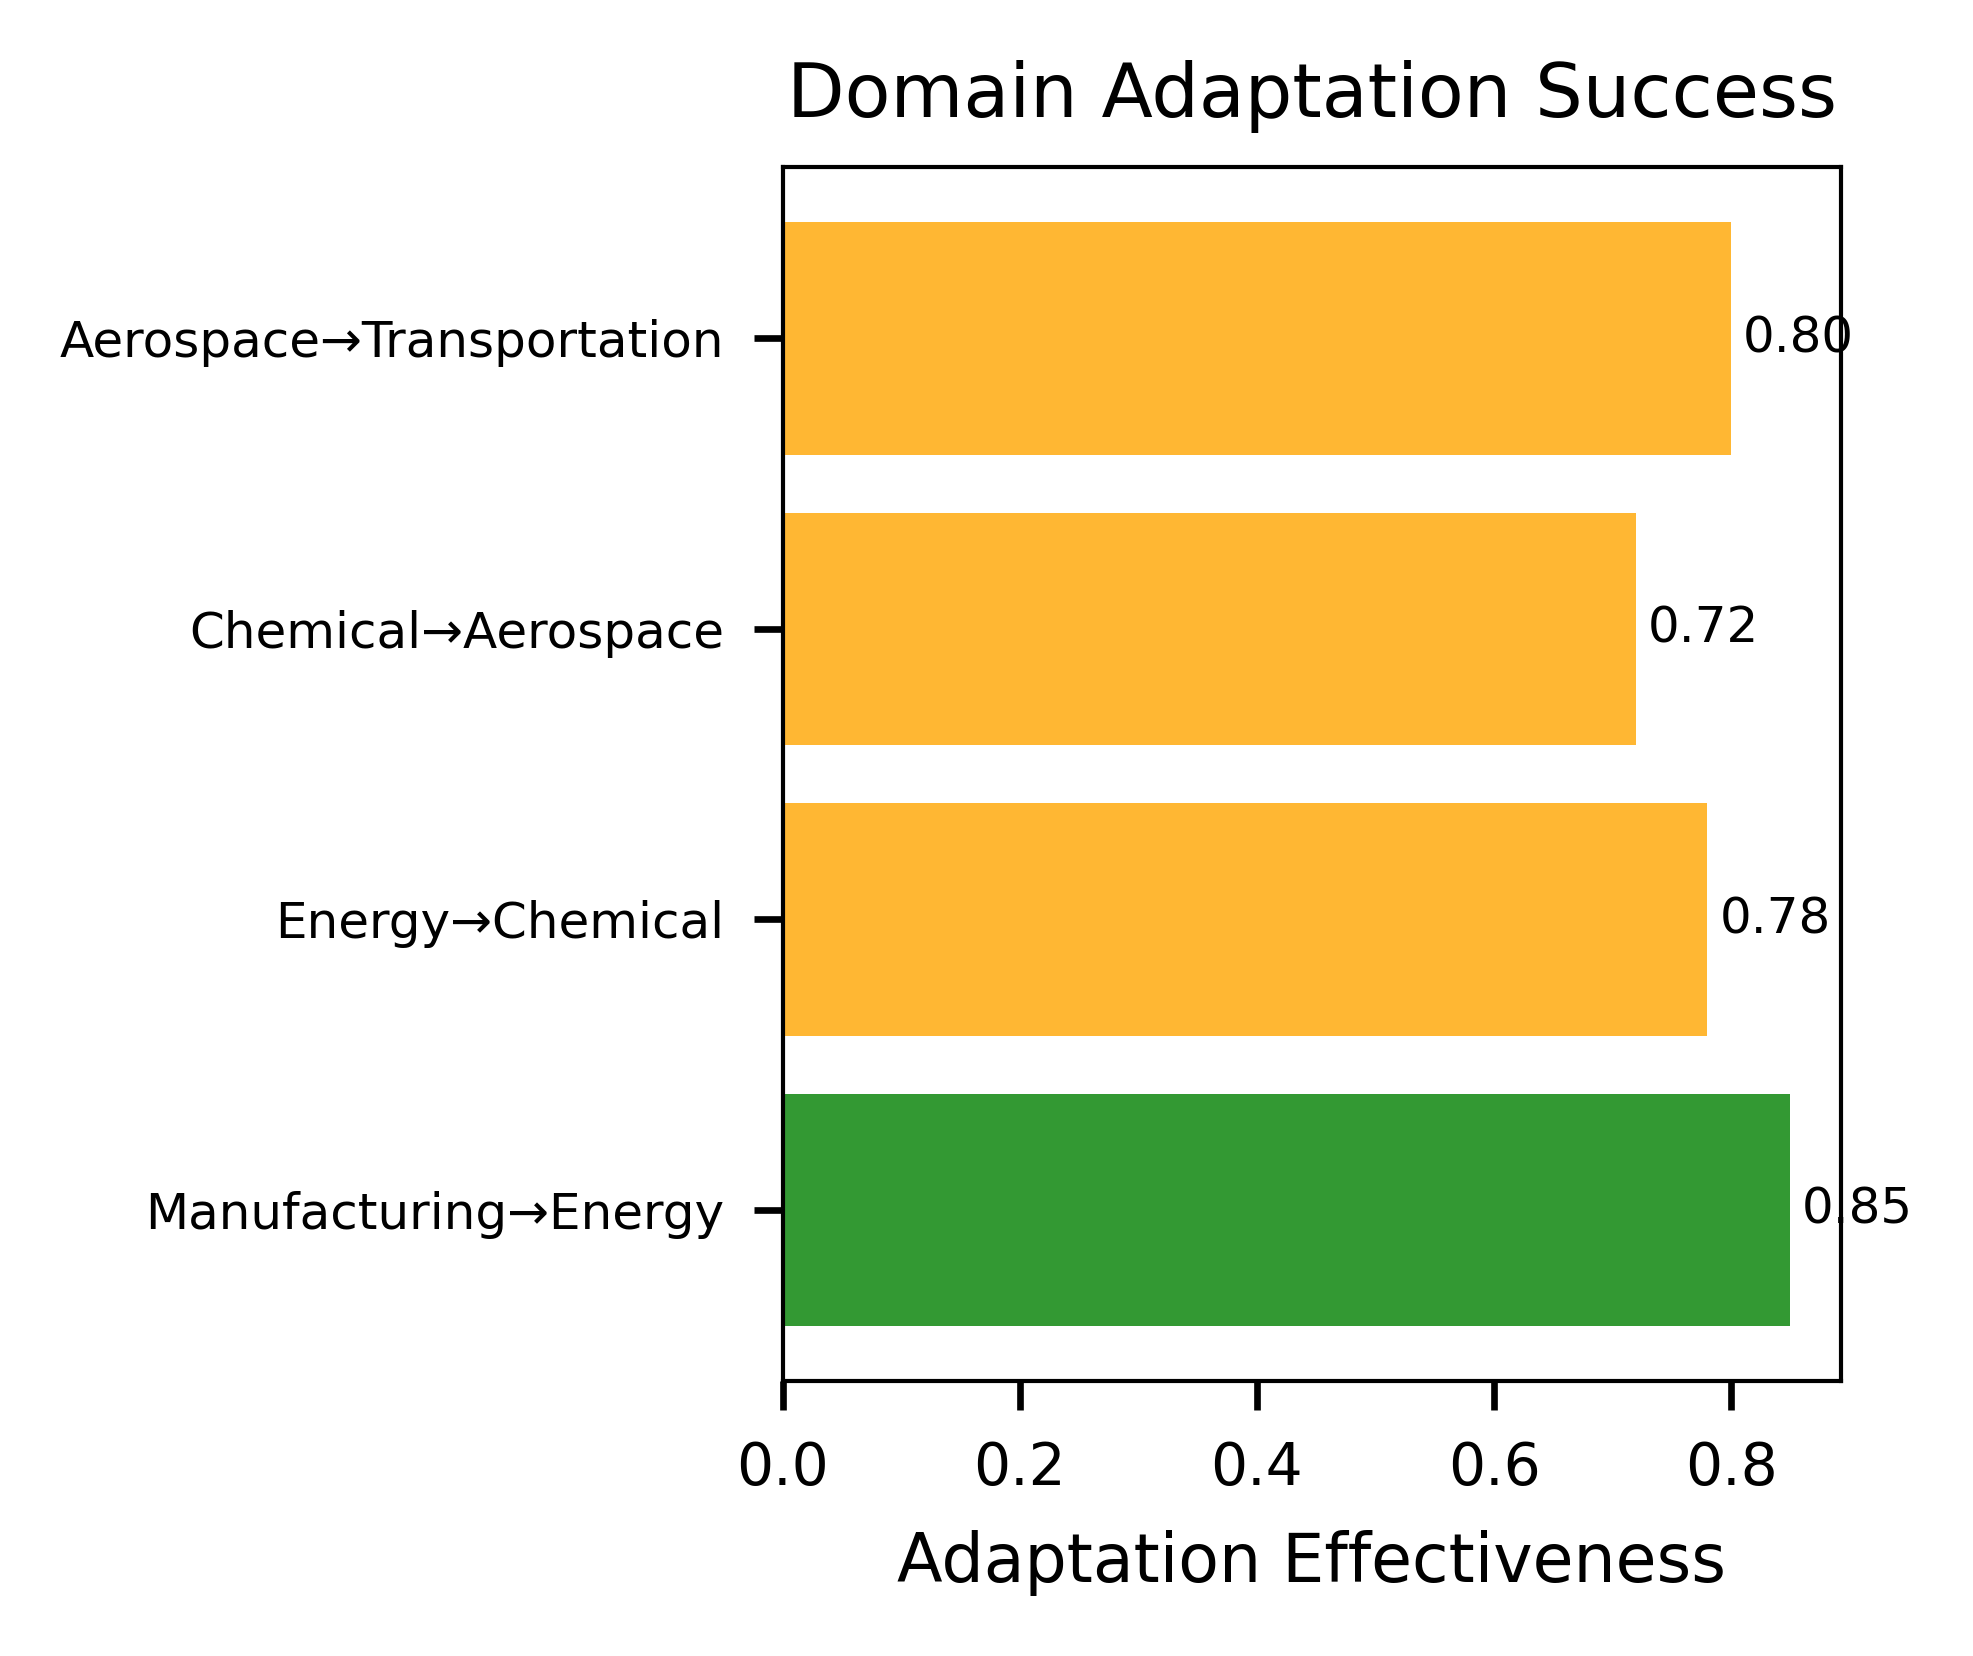 Domain Adaptation Success
Aerospace→Transportation
0.80
Chemical→Aerospace
0.72
Energy→Chemical
0.78
Manufacturing→Energy
0.85
0.0 0.2 0.4 0.6 0.8
Adaptation Effectiveness